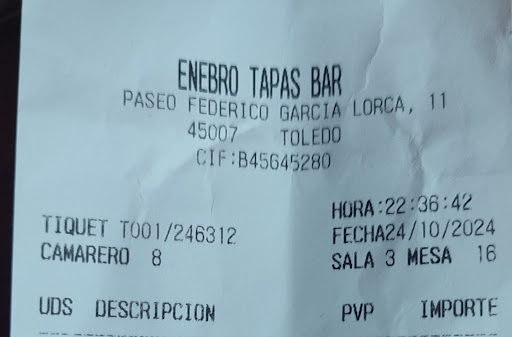 ENEBRO TAPAS BAR
PASEO FEDERICO GARCIA LORCA, 11
45007 TOLEDO
CIF:B45645280
HORA:22:36:42
TIQUET T001/246312 FECHA24/10/2024
CAMARERO 8 SALA 3 MESA 16
UDS DESCRIPCION PVP IMPORTE